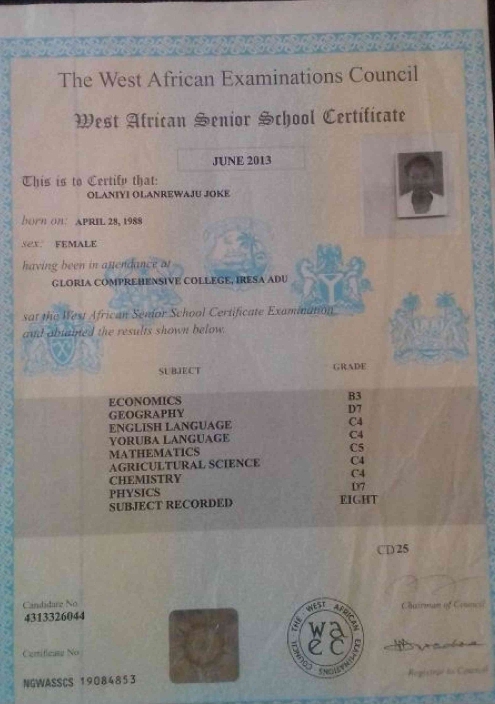 The West African Examinations Council
West African Senior School Certificate
JUNE 2013
This is to Certify that:
OLANIYI OLANREWAJU JOKE
born on: APRIL 28, 1988
sex: FEMALE
having been in attendance at
GLORIA COMPREHENSIVE COLLEGE, IRESA ADU
sat the West African Senior School Certificate Examination
and obtained the results shown below.
SUBJECT GRADE
ECONOMICS B3
GEOGRAPHY D7
ENGLISH LANGUAGE C4
YORUBA LANGUAGE C4
MATHEMATICS C5
AGRICULTURAL SCIENCE C4
CHEMISTRY C4
PHYSICS D7
SUBJECT RECORDED EIGHT
CD 25
Candidate No
4313326044
Chairman of Council
THE WEST AFRICAN EXAMINATIONS COUNCIL
waec
Certificate No
NGWASSCS 19084853
Registrar to Council